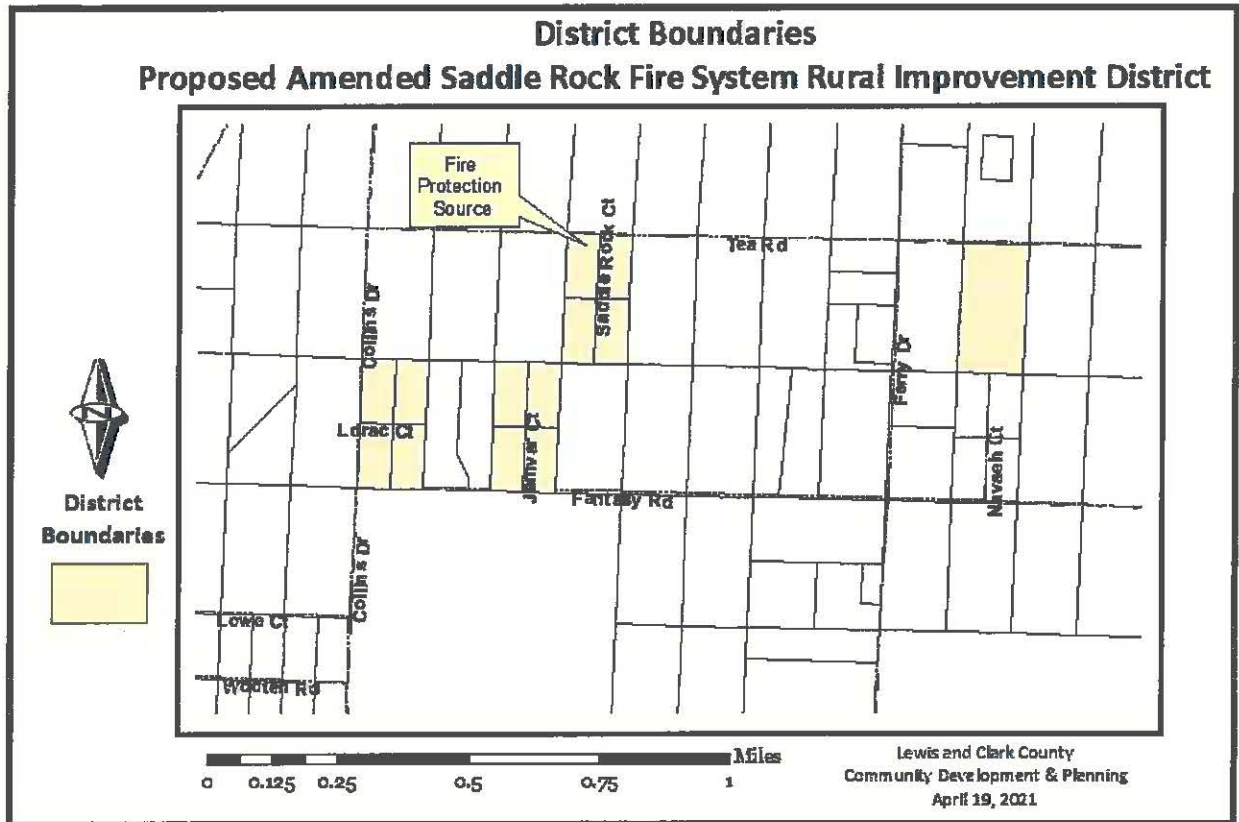 District Boundaries
Proposed Amended Saddle Rock Fire System Rural Improvement District
Fire
Protection
Source
Saddle Rock Ct
Tea Rd
Collins Dr
Ferry Dr
Lorac Ct
Jamvar Ct
Navaeh Ct
Fantasy Rd
N
District
Boundaries
Collins Dr
Lowe Ct
Wooten Rd
Miles
0 0.125 0.25 0.5 0.75 1
Lewis and Clark County
Community Development & Planning
April 19, 2021